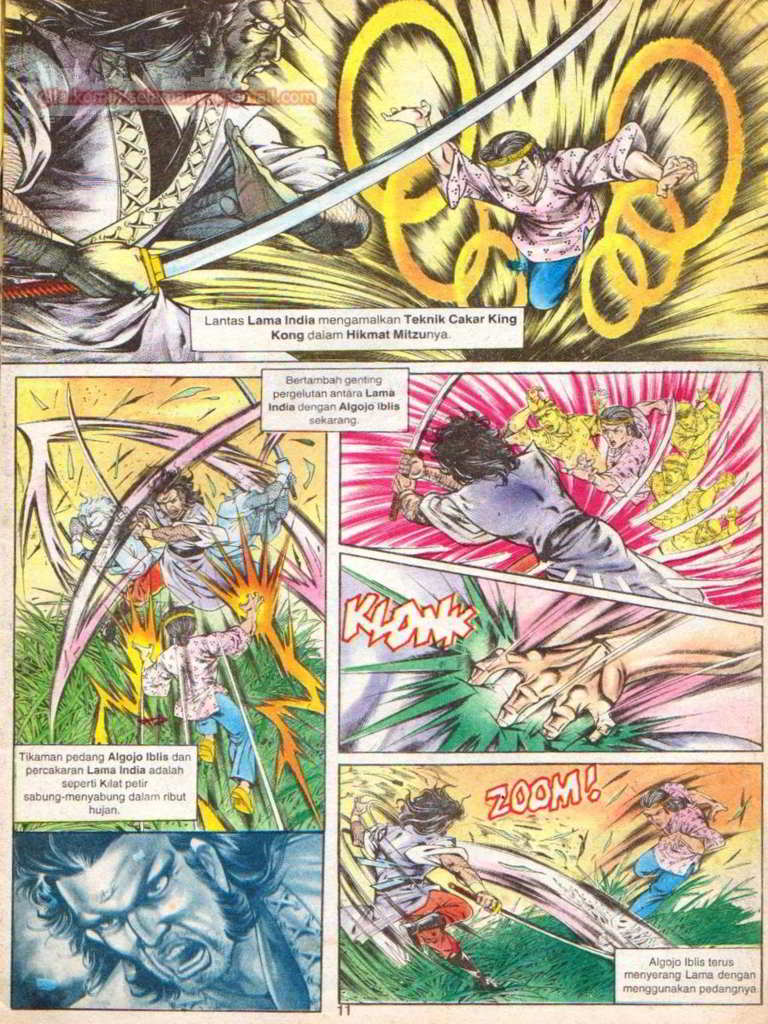 Lantas Lama India mengamalkan Teknik Cakar King
Kong dalam Hikmat Mitzunya.
Bertambah genting
pergelutan antara Lama
India dengan Algojo Iblis
sekarang.
KLONK
Tikaman pedang Algojo Iblis dan
percakaran Lama India adalah
seperti Kilat petir
sabung-menyabung dalam ribut
hujan.
ZOOM!
Algojo Iblis terus
menyerang Lama dengan
menggunakan pedangnya
11